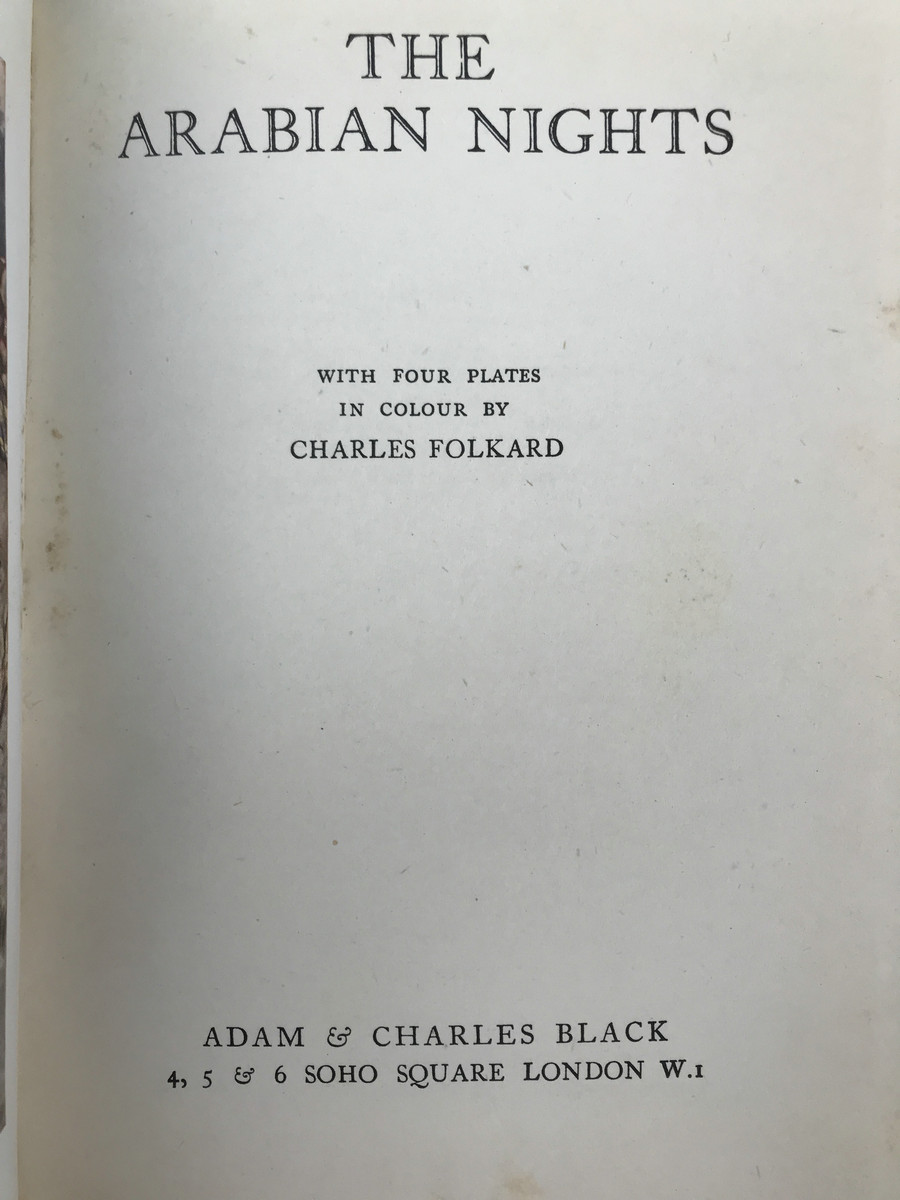 THE
ARABIAN NIGHTS
WITH FOUR PLATES
IN COLOUR BY
CHARLES FOLKARD
ADAM & CHARLES BLACK
4, 5 & 6 SOHO SQUARE LONDON W.1